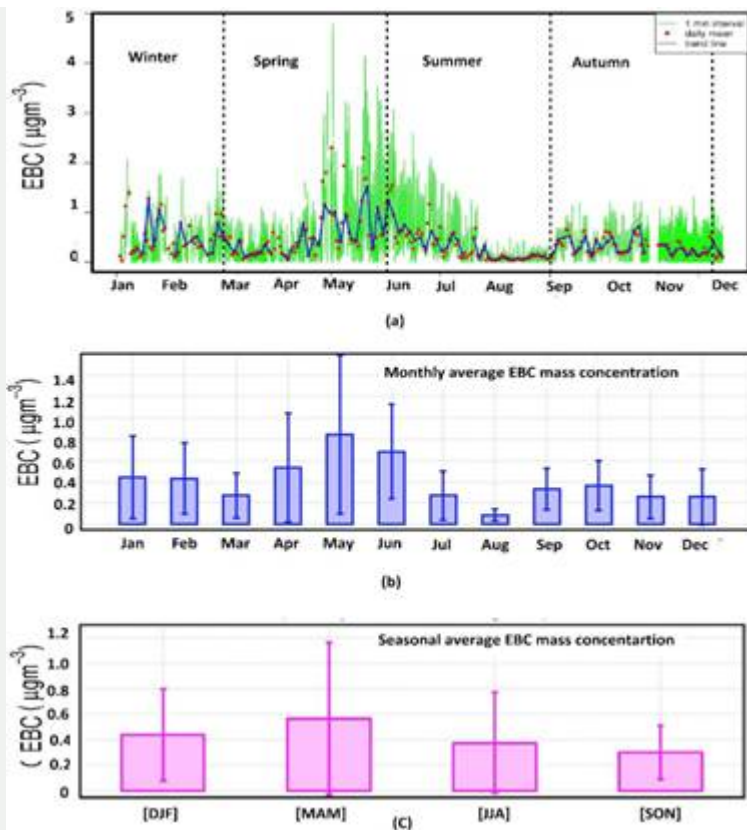 5
1 min interval
daily mean
trend line
Winter
Spring
Summer
Autumn
4
3
2
1
0
EBC ( μgm⁻³)
Jan Feb Mar Apr May Jun Jul Aug Sep Oct Nov Dec
(a)
Monthly average EBC mass concentration
1.4
1.2
1.0
0.8
0.6
0.4
0.2
0
EBC ( μgm⁻³)
Jan Feb Mar Apr May Jun Jul Aug Sep Oct Nov Dec
(b)
Seasonal average EBC mass concentartion
1.2
1.0
0.8
0.6
0.4
0.2
0
( EBC ( μgm⁻³)
[DJF] [MAM] [JJA] [SON]
(C)